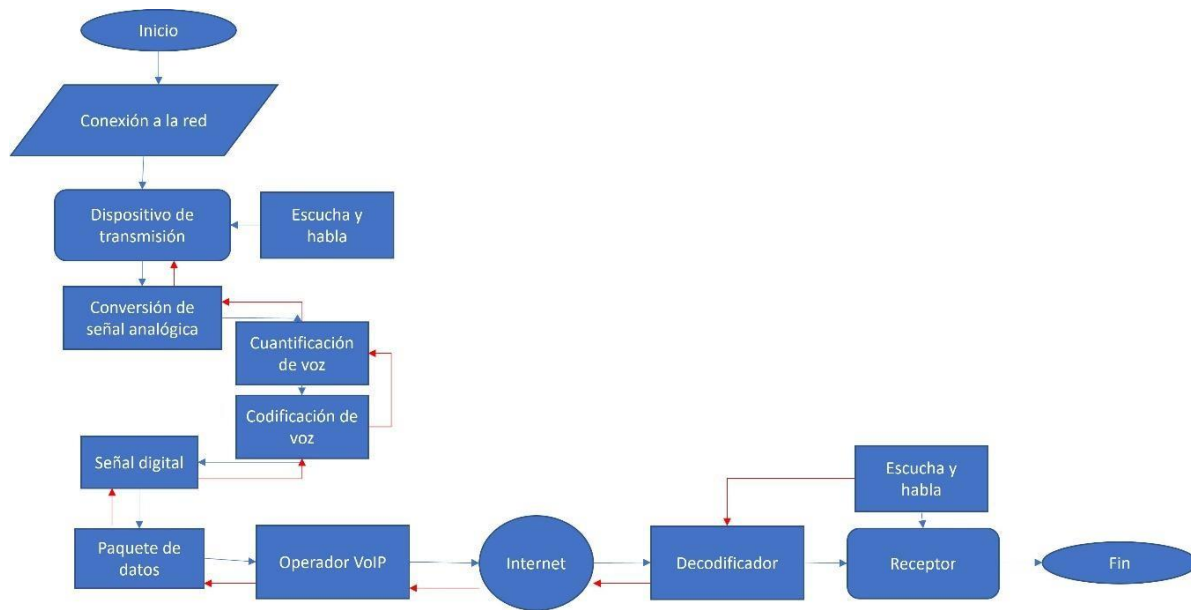 Inicio
Conexión a la red
Dispositivo de
transmisión
Escucha y
habla
Conversión de
señal analógica
Cuantificación
de voz
Codificación de
voz
Señal digital
Escucha y
habla
Paquete de
datos
Operador VoIP
Internet
Decodificador
Receptor
Fin